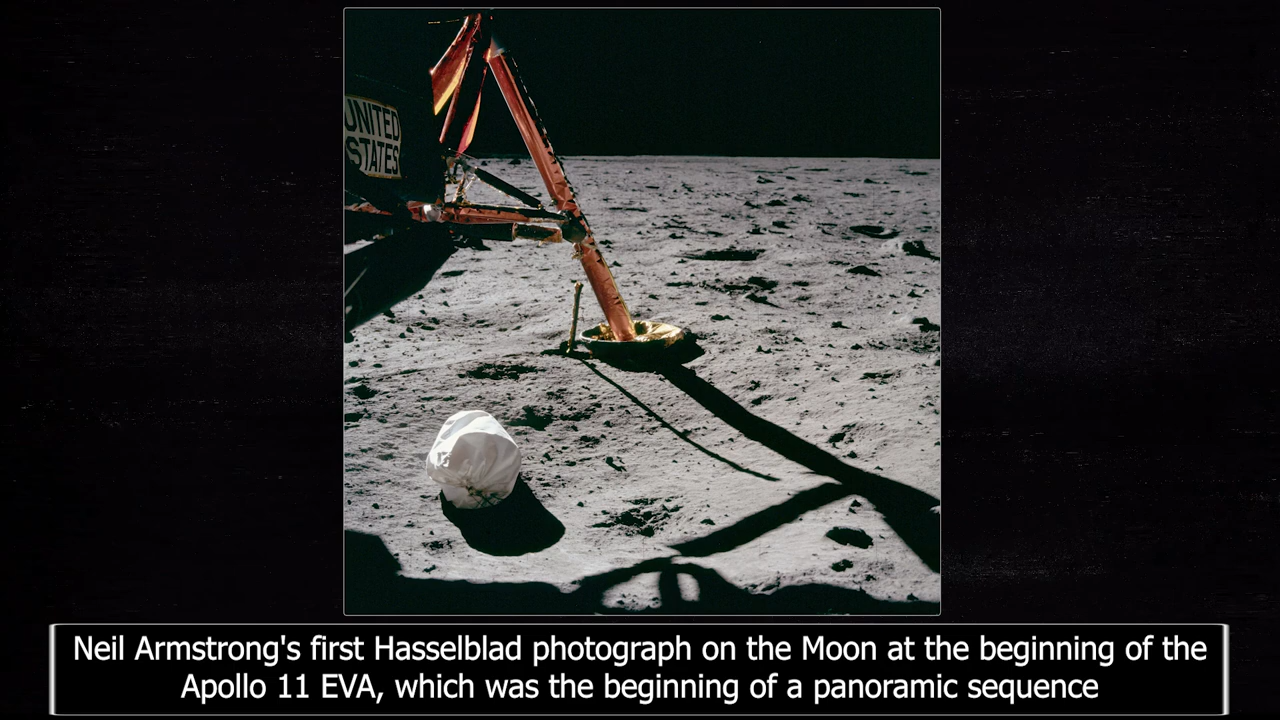 UNITED
STATES
Neil Armstrong's first Hasselblad photograph on the Moon at the beginning of the
Apollo 11 EVA, which was the beginning of a panoramic sequence